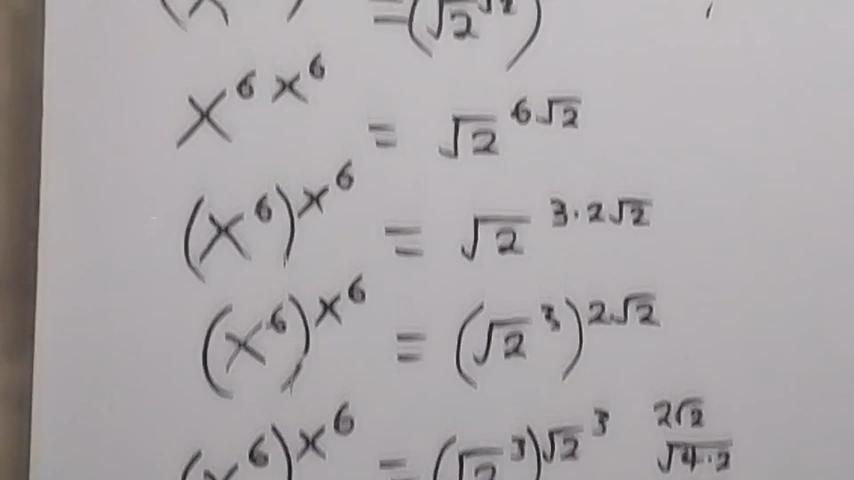 = (√2^√2)
x^6 x^6 = √2^6√2
(x^6)^x^6 = √2^3·2√2
(x^6)^x^6 = (√2^3)^2√2
(x^6)^x^6 = (√2^3)^√2^3 2√2
√4·2